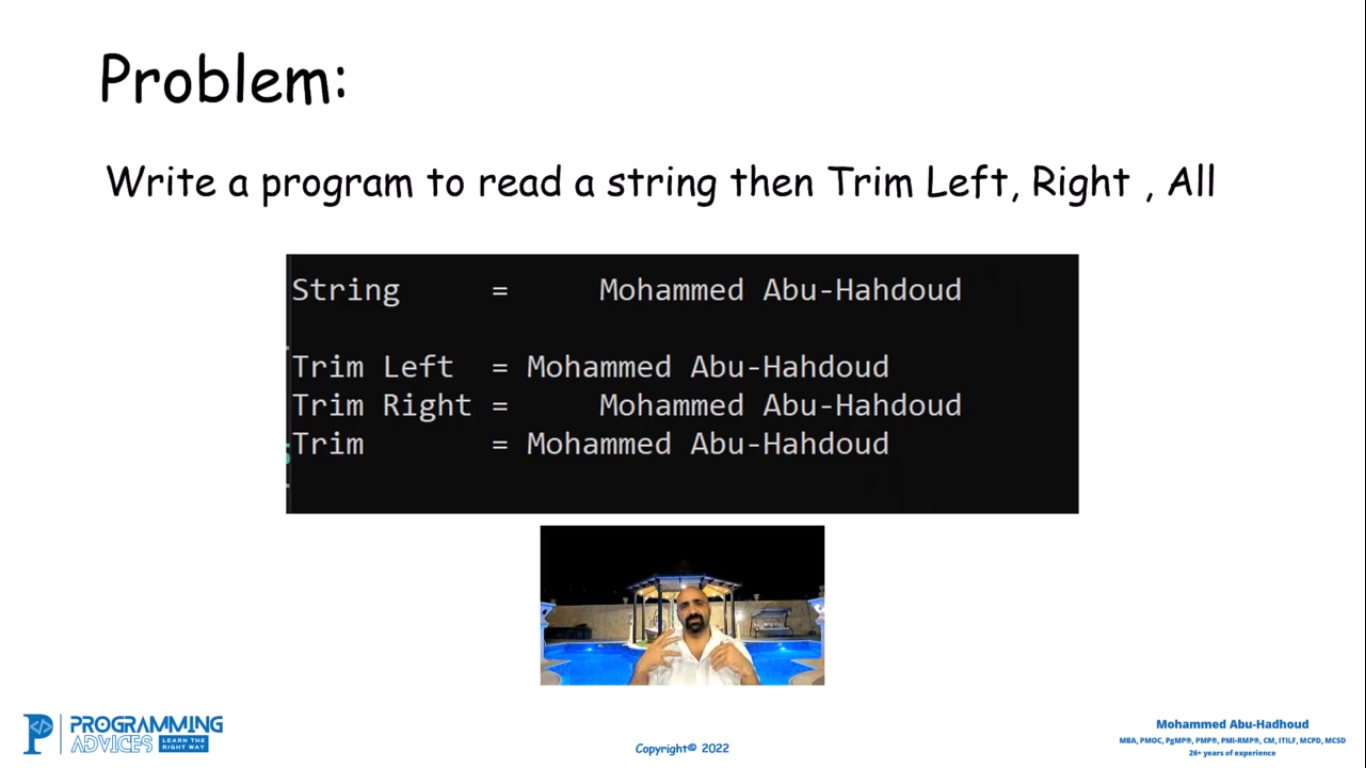 Problem:
Write a program to read a string then Trim Left, Right , All
String     =     Mohammed Abu-Hahdoud
Trim Left  = Mohammed Abu-Hahdoud
Trim Right =     Mohammed Abu-Hahdoud
Trim       = Mohammed Abu-Hahdoud
P </> PROGRAMMING
ADVICES LEARN THE
RIGHT WAY
Copyright© 2022
Mohammed Abu-Hadhoud
MBA, PMOC, PgMP®, PMP®, PMI-RMP®, CM, ITILF, MCPD, MCSD
26+ years of experience